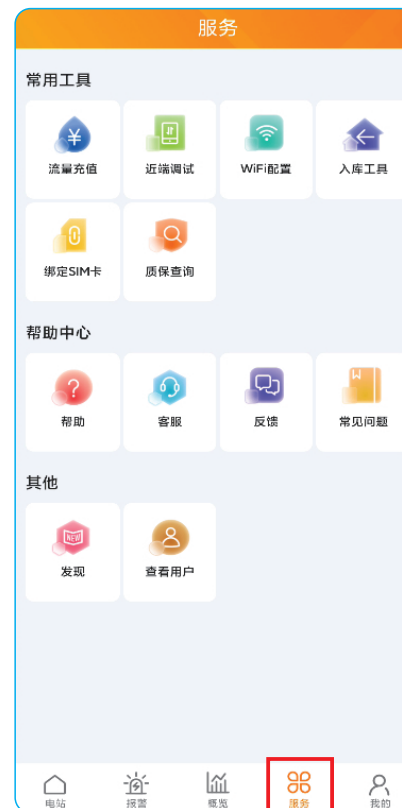 服务
常用工具
¥
流量充值 近端调试 WiFi配置 入库工具
绑定SIM卡 质保查询
帮助中心
?
帮助 客服 反馈 常见问题
其他
NEW
发现 查看用户
电站 报警 概览 服务 我的